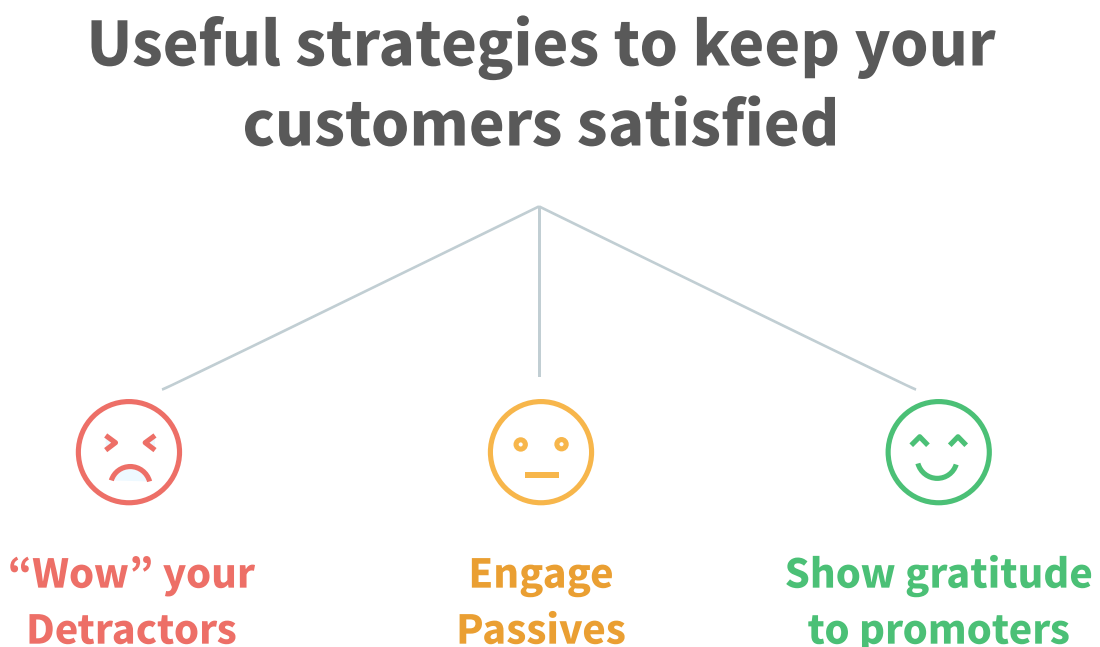 Useful strategies to keep your
customers satisfied
“Wow” your
Detractors
Engage
Passives
Show gratitude
to promoters